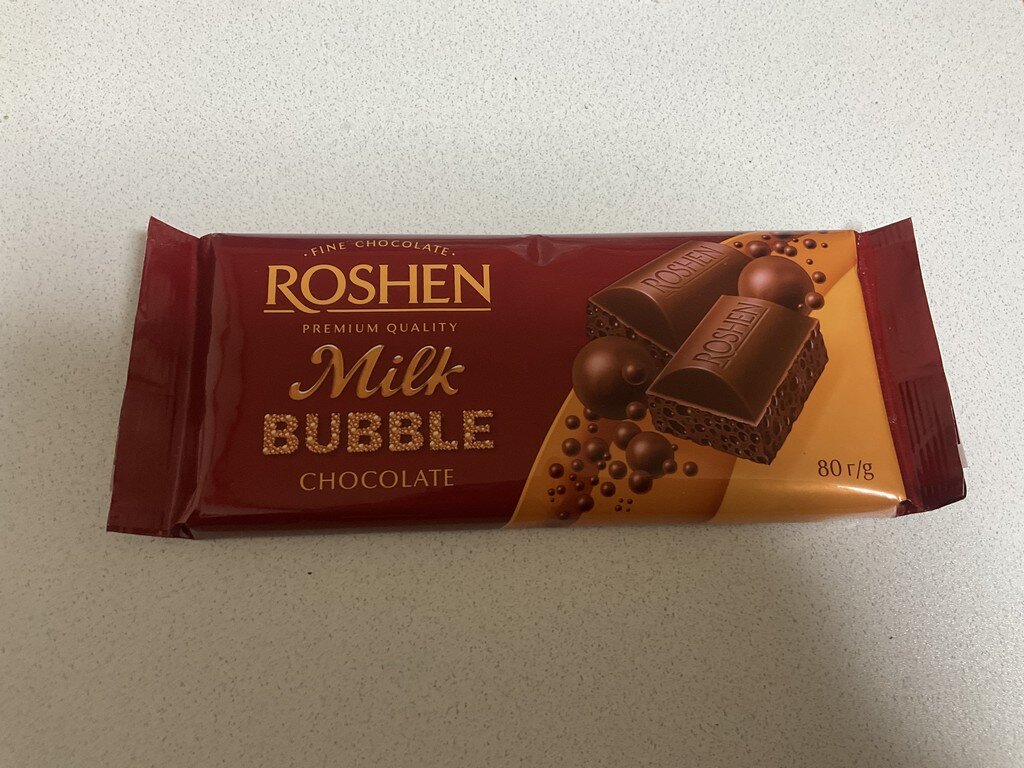 ·FINE CHOCOLATE·
ROSHEN
PREMIUM QUALITY
Milk
BUBBLE
CHOCOLATE
ROSHEN
ROSHEN
80 г/g